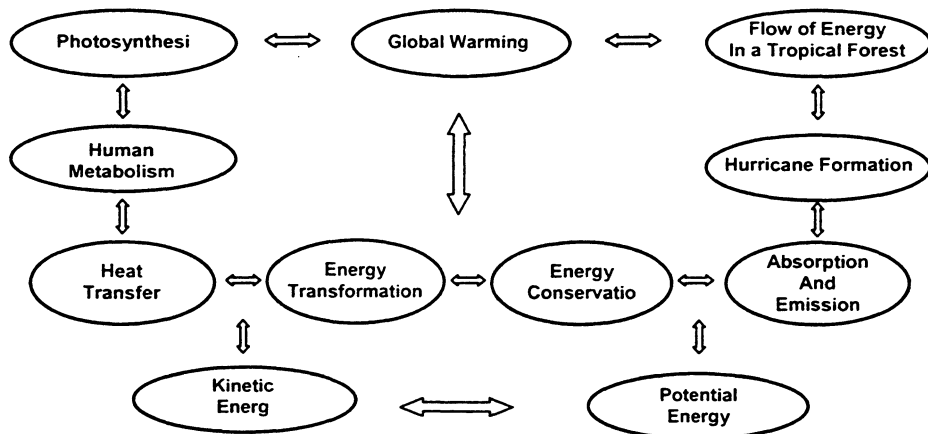 Photosynthesi
Global Warming
Flow of Energy
In a Tropical Forest
Human
Metabolism
Hurricane Formation
Heat
Transfer
Energy
Transformation
Energy
Conservatio
Absorption
And
Emission
Kinetic
Energ
Potential
Energy